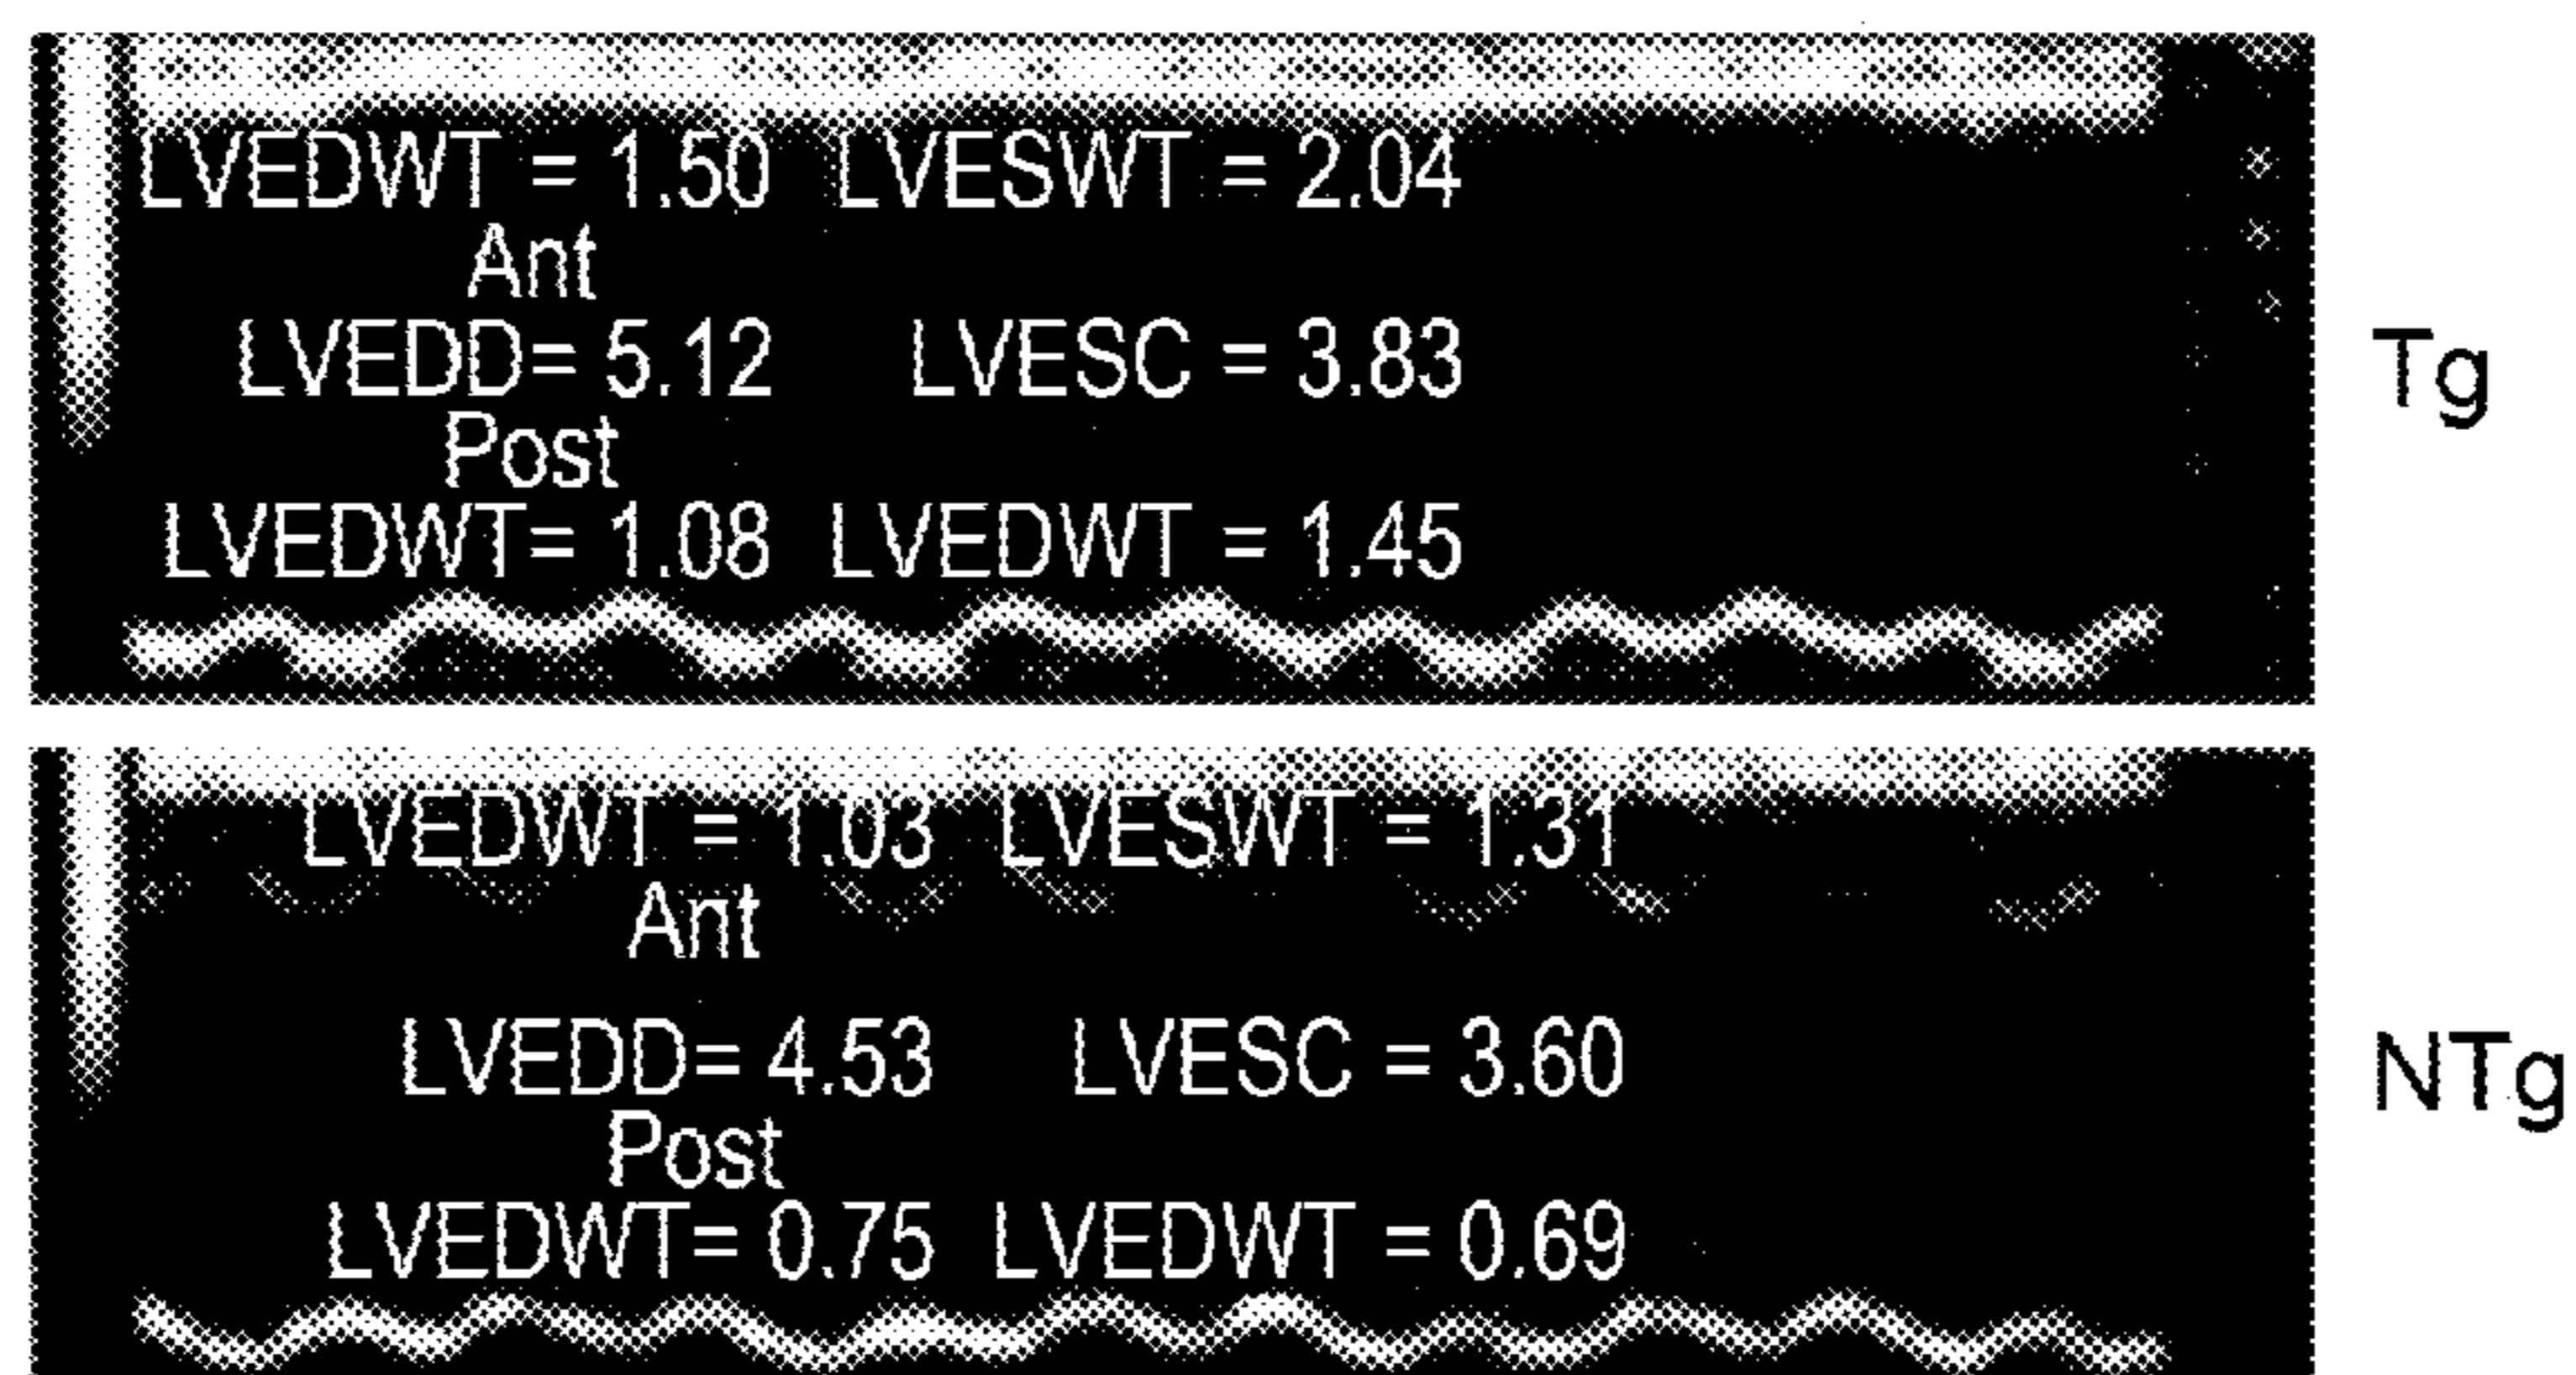 LVEDWT = 1.50 LVESWT = 2.04
Ant
LVEDD= 5.12 LVESC = 3.83
Tg
Post
LVEDWT= 1.08 LVEDWT = 1.45
LVEDWT = 1.03 LVESWT = 1.31
Ant
LVEDD= 4.53 LVESC = 3.60
NTg
Post
LVEDWT= 0.75 LVEDWT = 0.69